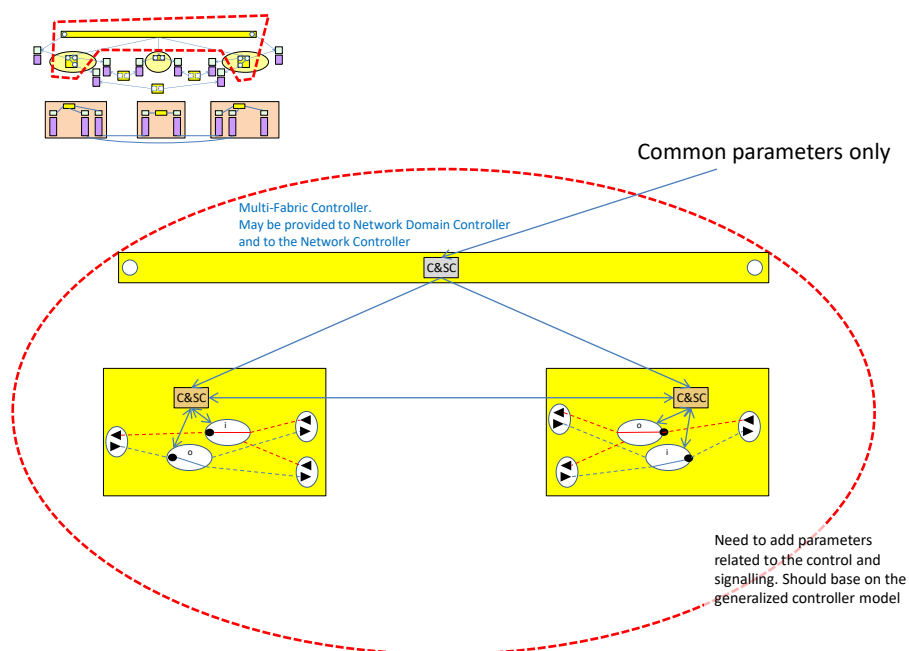 Common parameters only
Multi-Fabric Controller.
May be provided to Network Domain Controller
and to the Network Controller
C&SC
C&SC
C&SC
i
o
o
i
Need to add parameters
related to the control and
signalling. Should base on the
generalized controller model